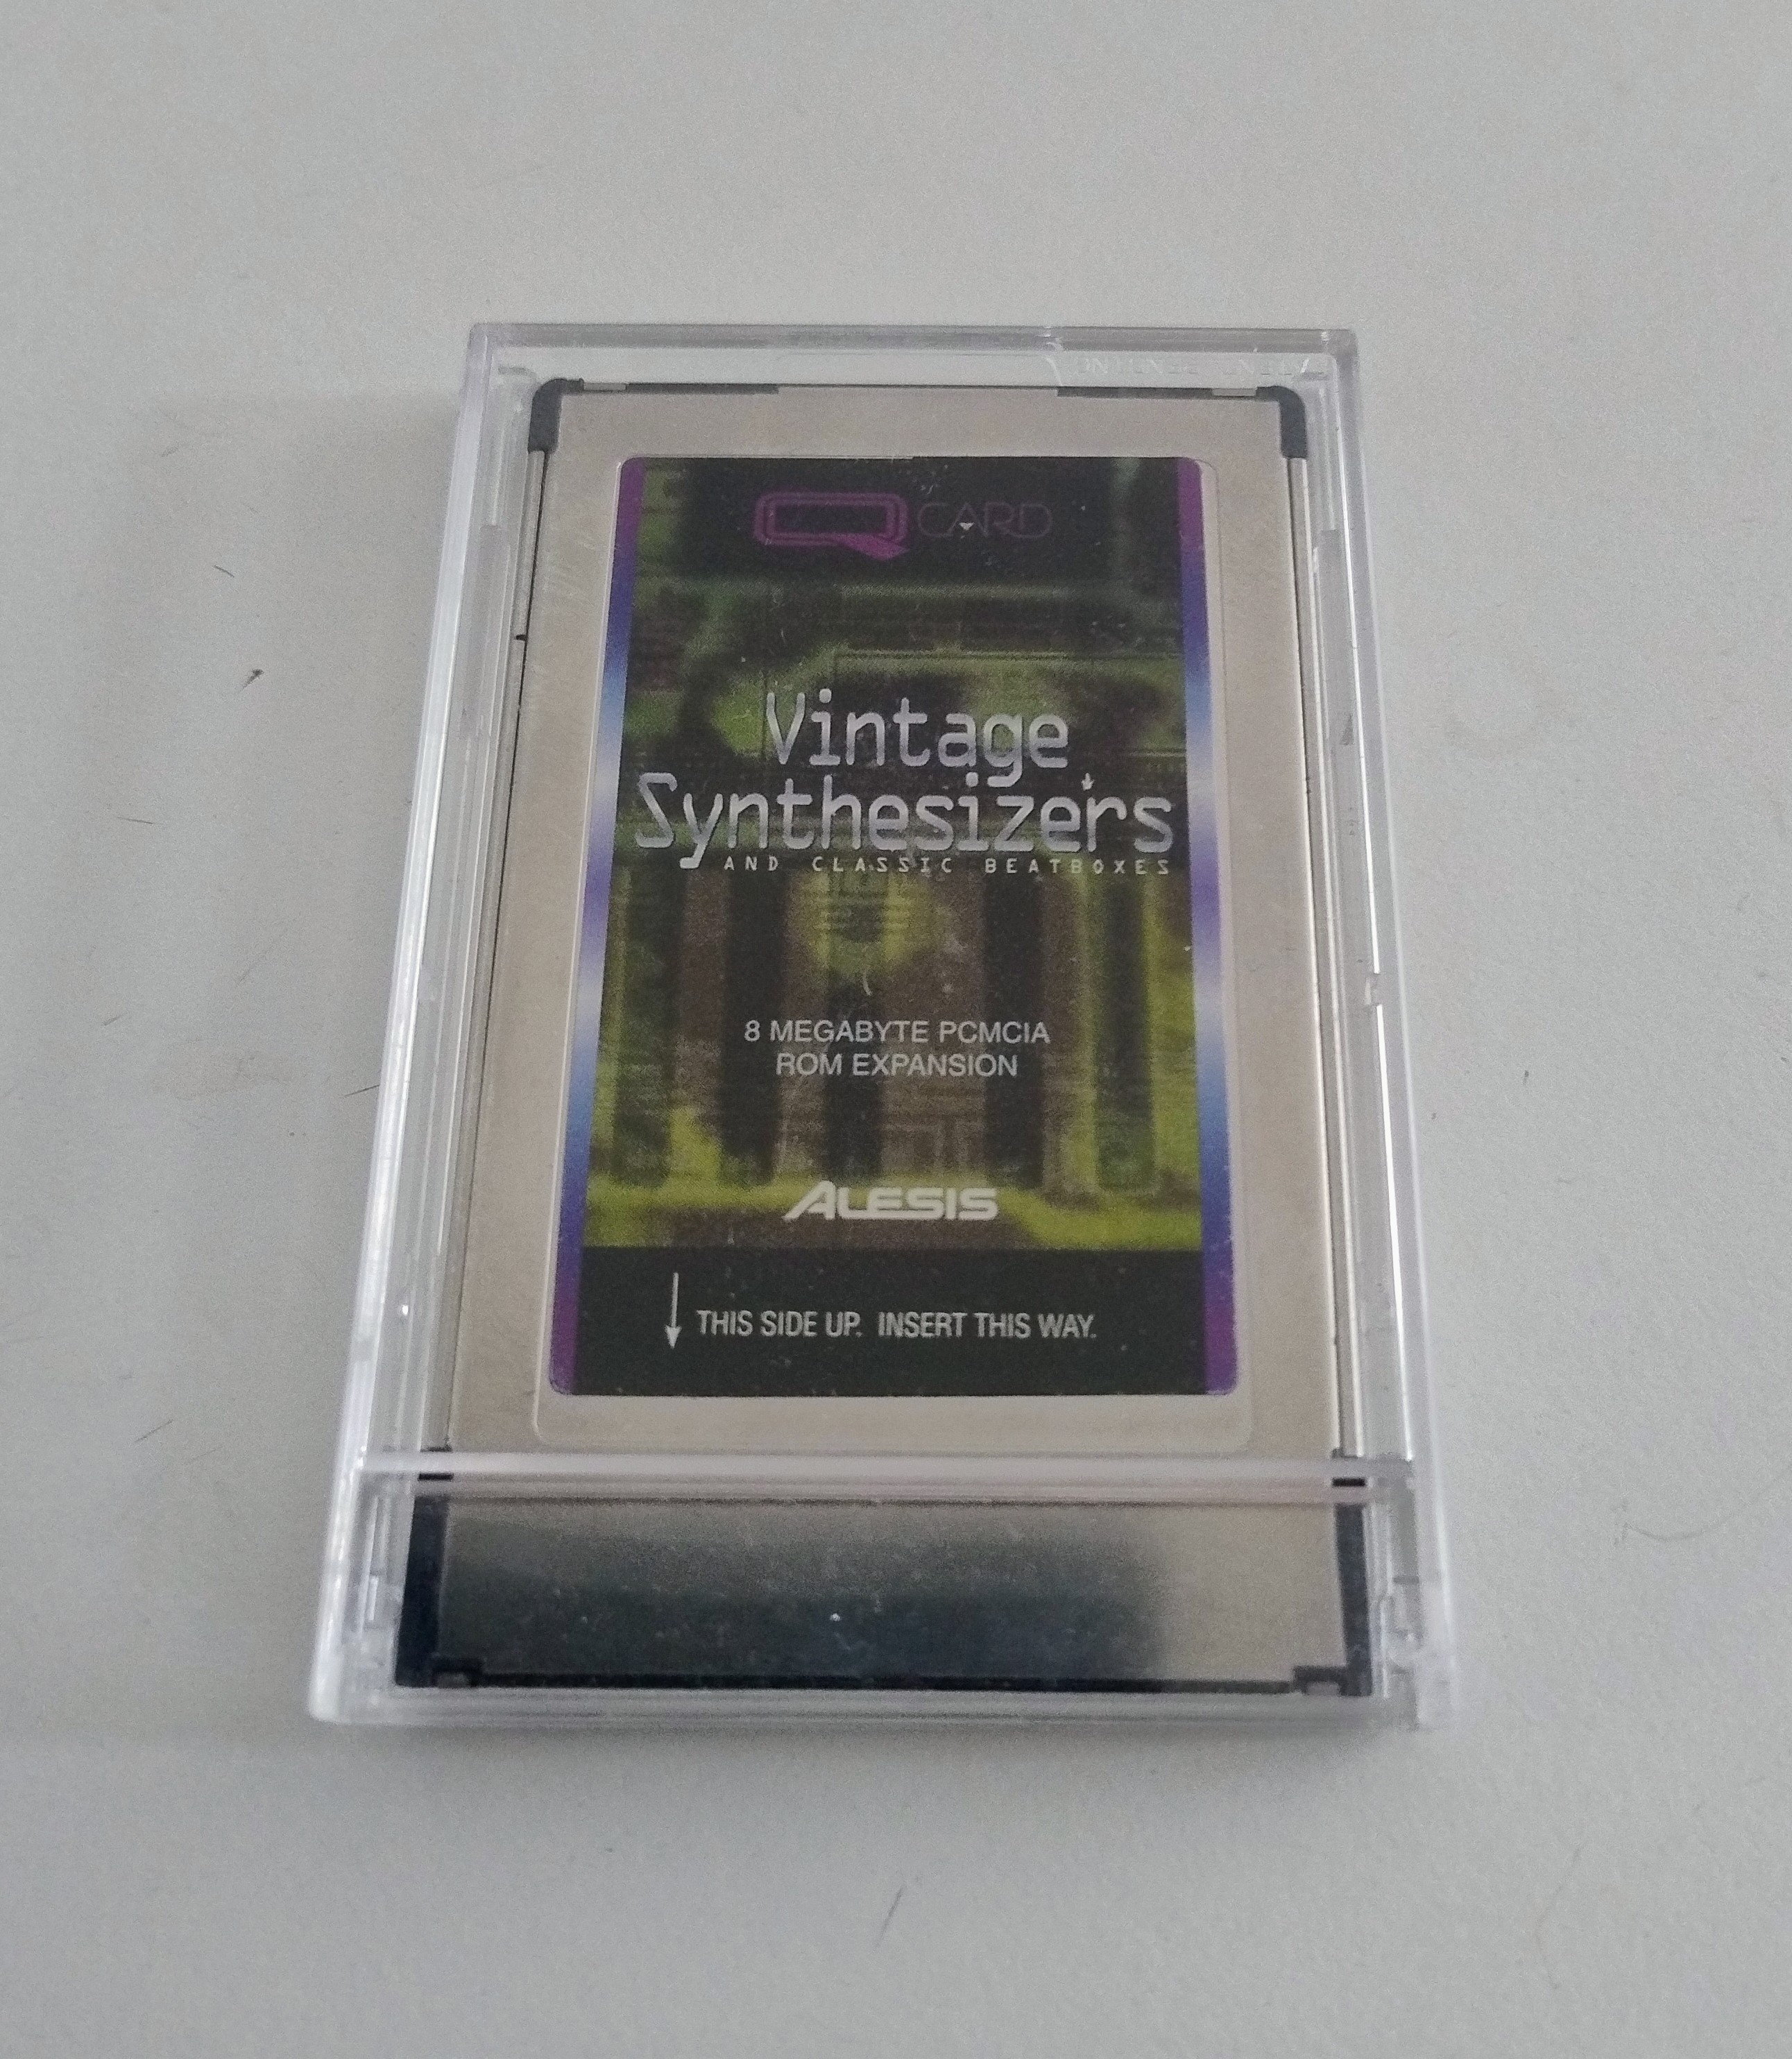 Q CARD
Vintage
Synthesizers
AND CLASSIC BEATBOXES
8 MEGABYTE PCMCIA
ROM EXPANSION
ALESIS
THIS SIDE UP. INSERT THIS WAY.